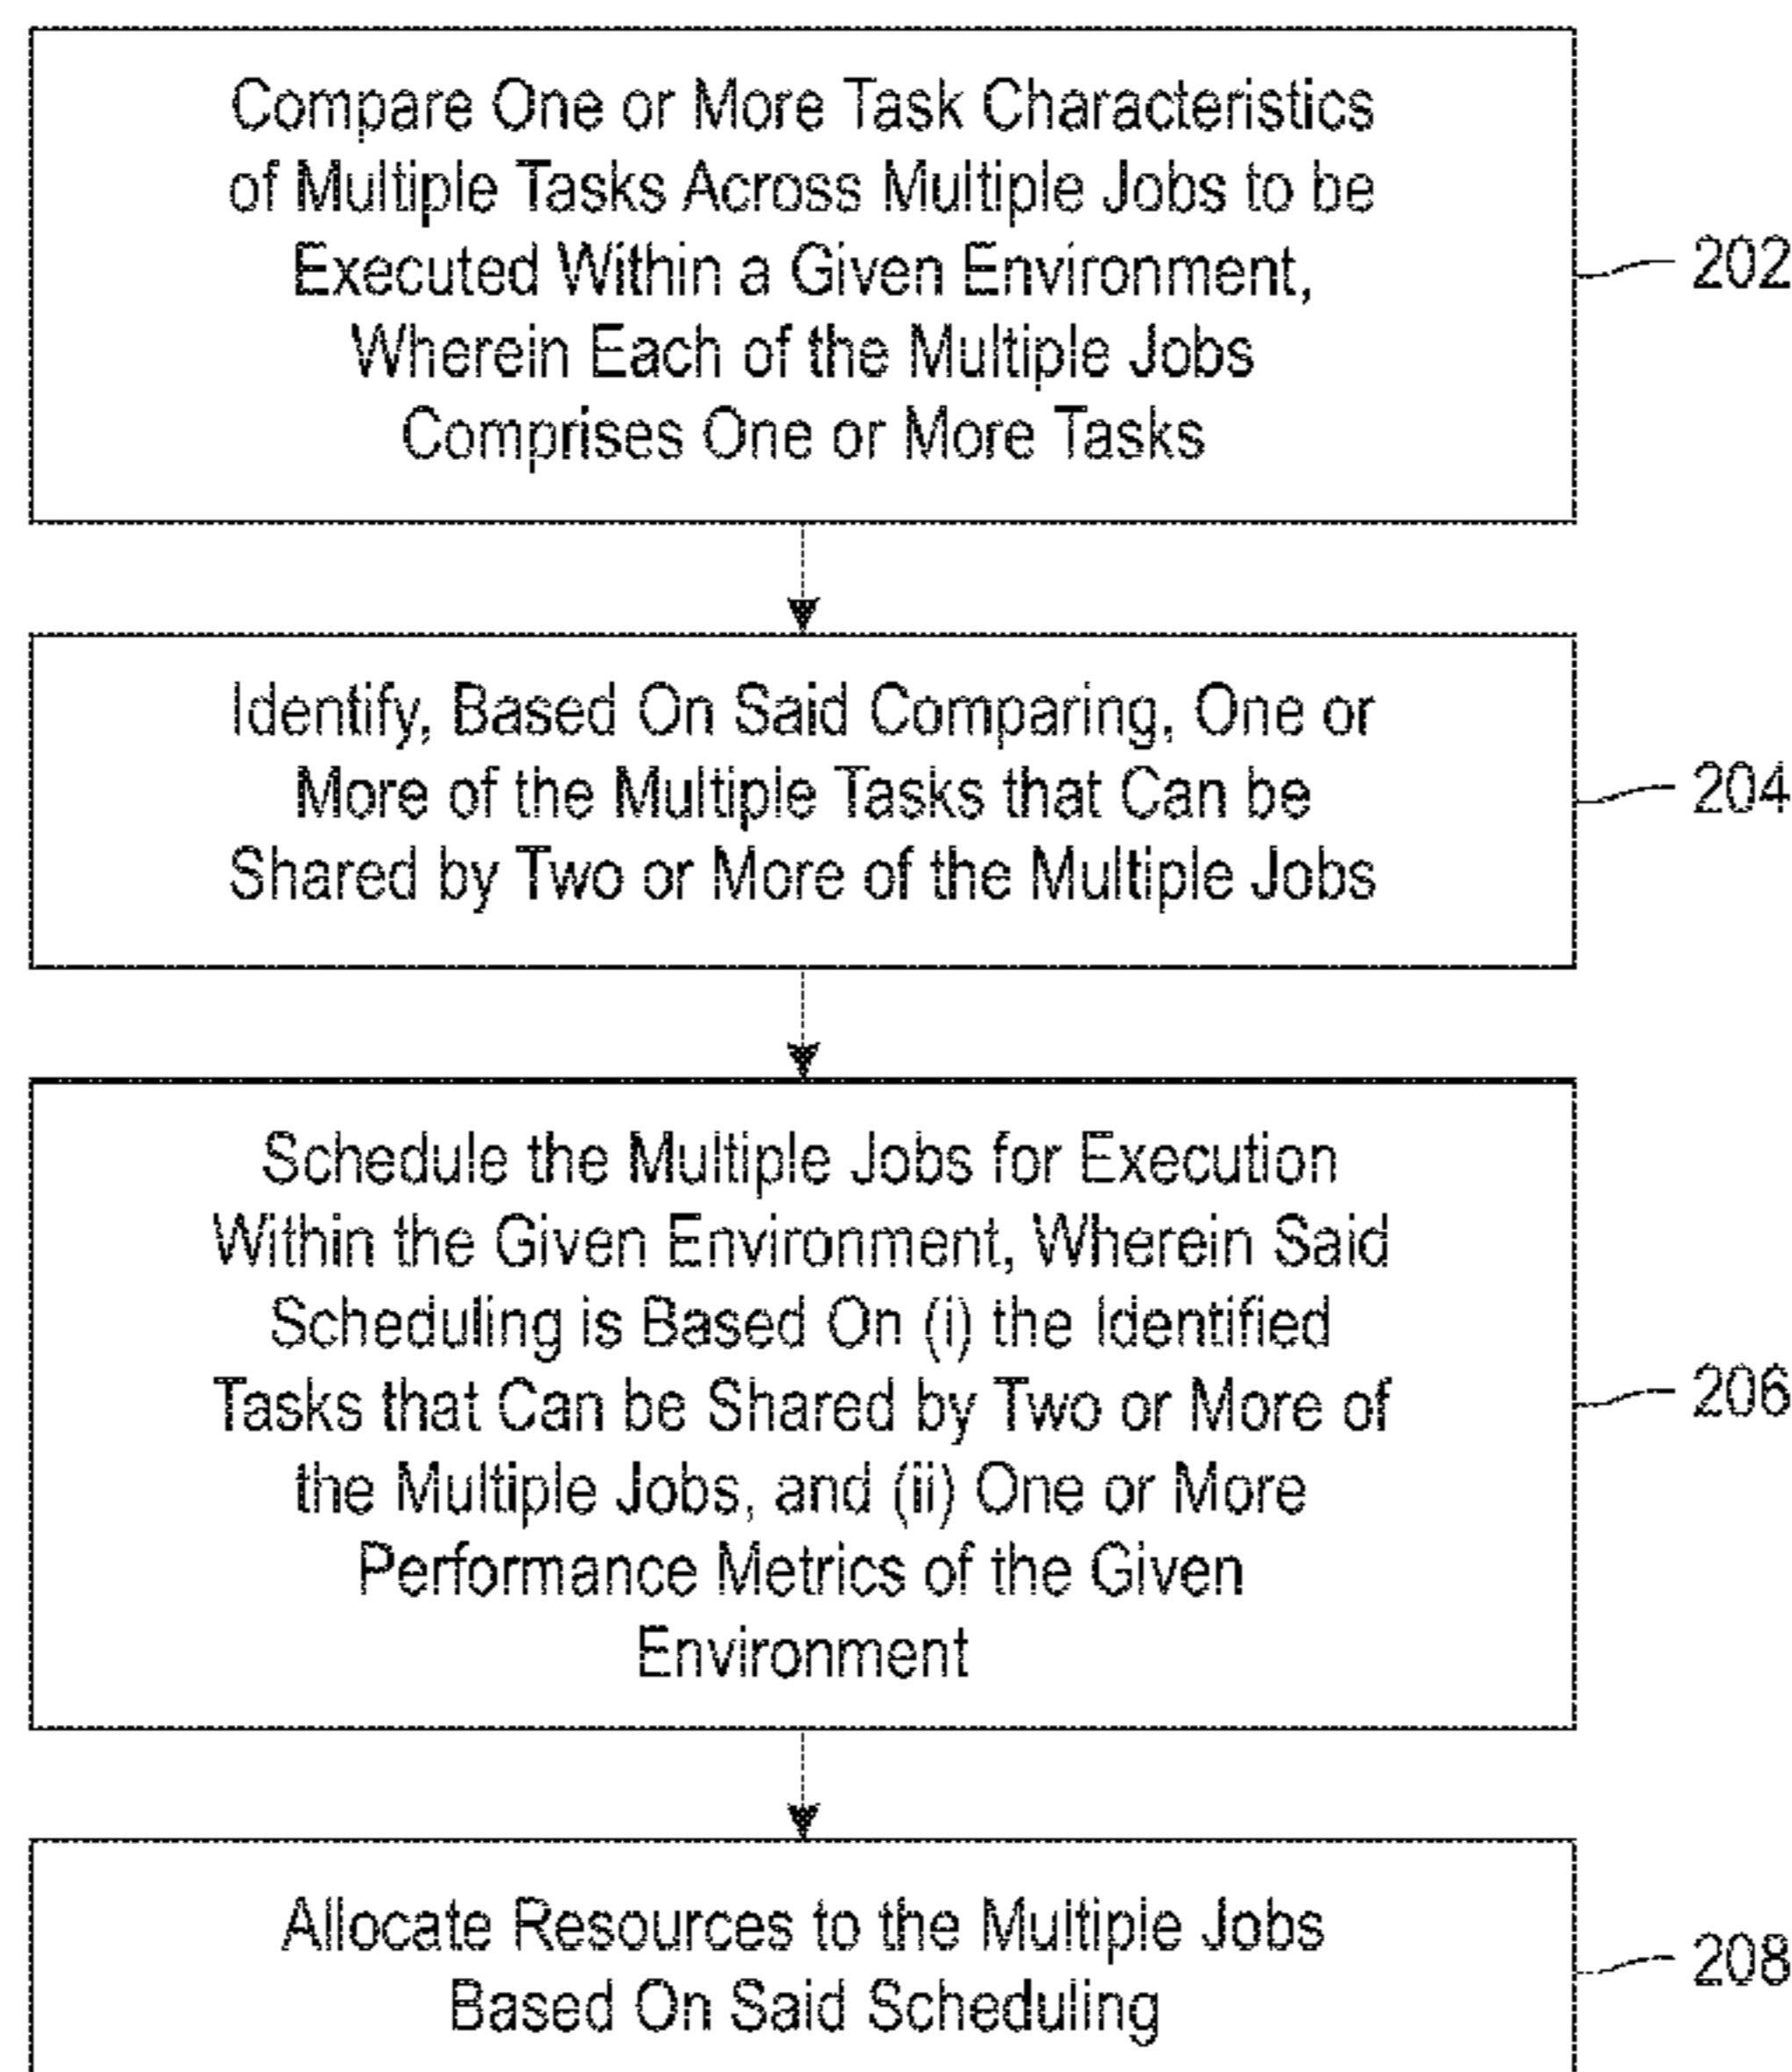 Compare One or More Task Characteristics
of Multiple Tasks Across Multiple Jobs to be
Executed Within a Given Environment,
Wherein Each of the Multiple Jobs
Comprises One or More Tasks
202
Identify, Based On Said Comparing, One or
More of the Multiple Tasks that Can be
Shared by Two or More of the Multiple Jobs
204
Schedule the Multiple Jobs for Execution
Within the Given Environment, Wherein Said
Scheduling is Based On (i) the Identified
Tasks that Can be Shared by Two or More of
the Multiple Jobs, and (ii) One or More
Performance Metrics of the Given
Environment
206
Allocate Resources to the Multiple Jobs
Based On Said Scheduling
208